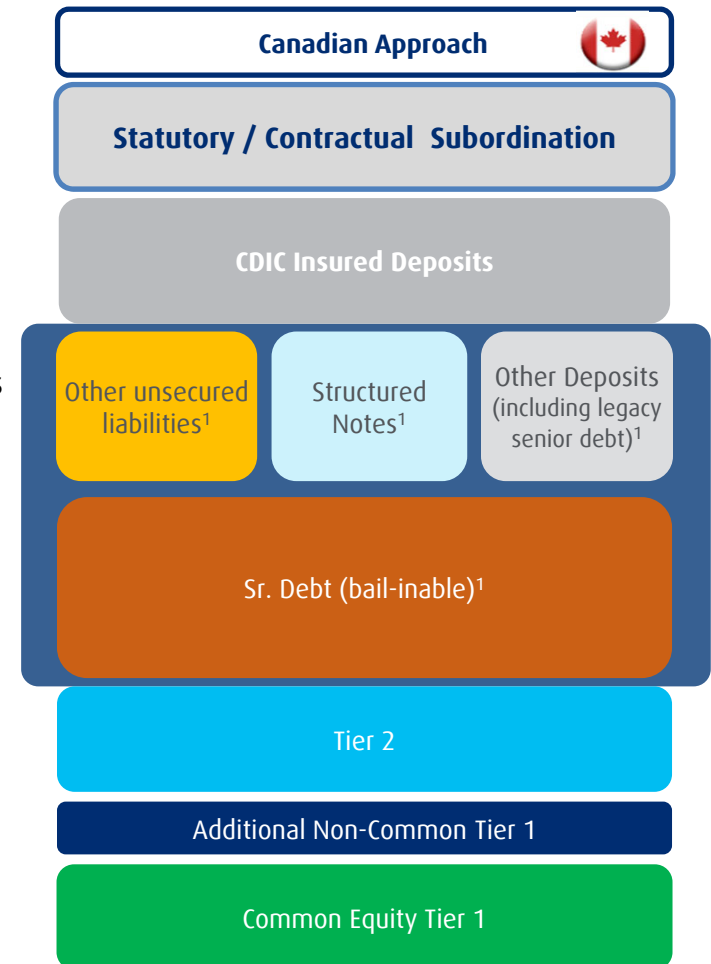 Canadian Approach
Statutory / Contractual Subordination
CDIC Insured Deposits
s
Other unsecured
liabilities¹
Structured
Notes¹
Other Deposits
(including legacy
senior debt)¹
Sr. Debt (bail-inable)¹
Tier 2
Additional Non-Common Tier 1
Common Equity Tier 1